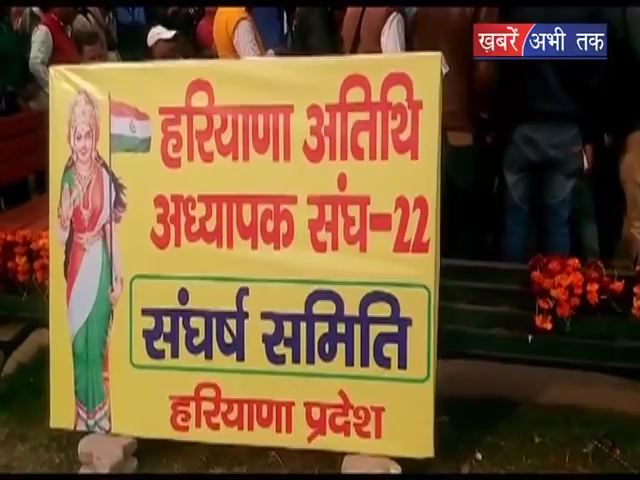 ख़बरें अभी तक
हरियाणा अतिथि
अध्यापक संघ-22
संघर्ष समिति
हरियाणा प्रदेश